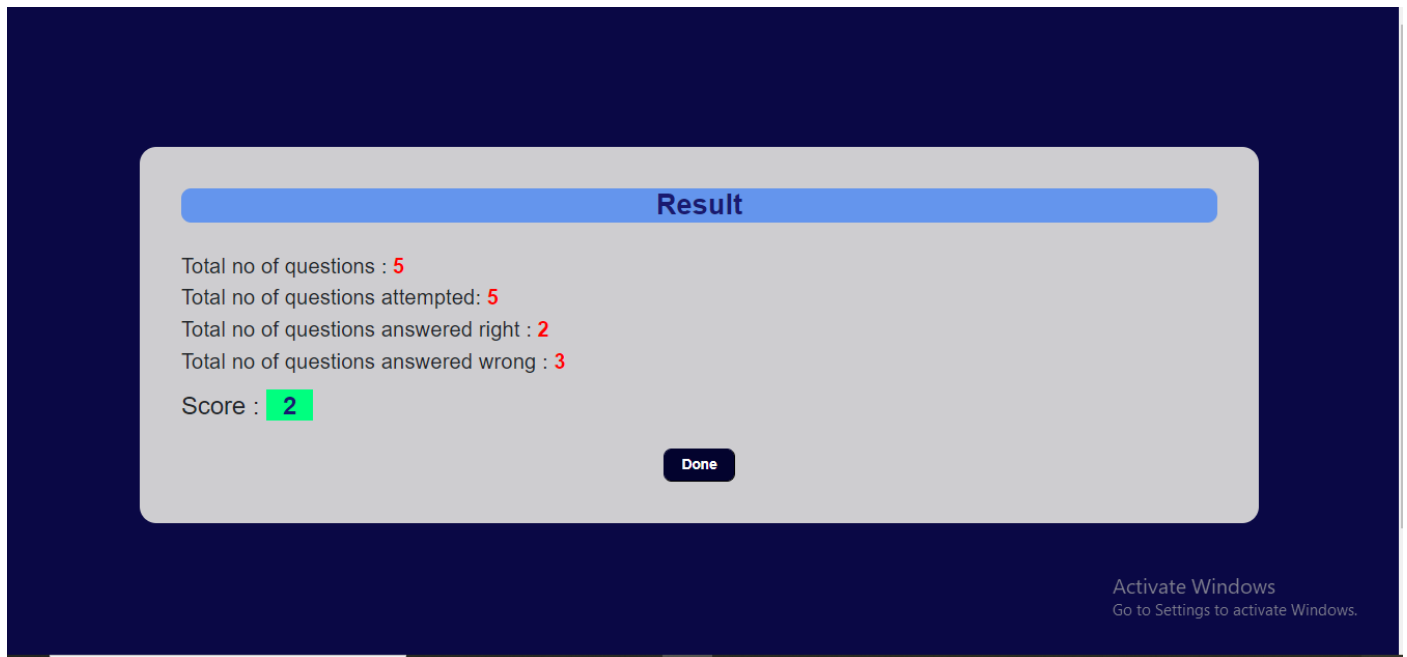 Result
Total no of questions : 5
Total no of questions attempted: 5
Total no of questions answered right : 2
Total no of questions answered wrong : 3
Score : 2
Done
Activate Windows
Go to Settings to activate Windows.